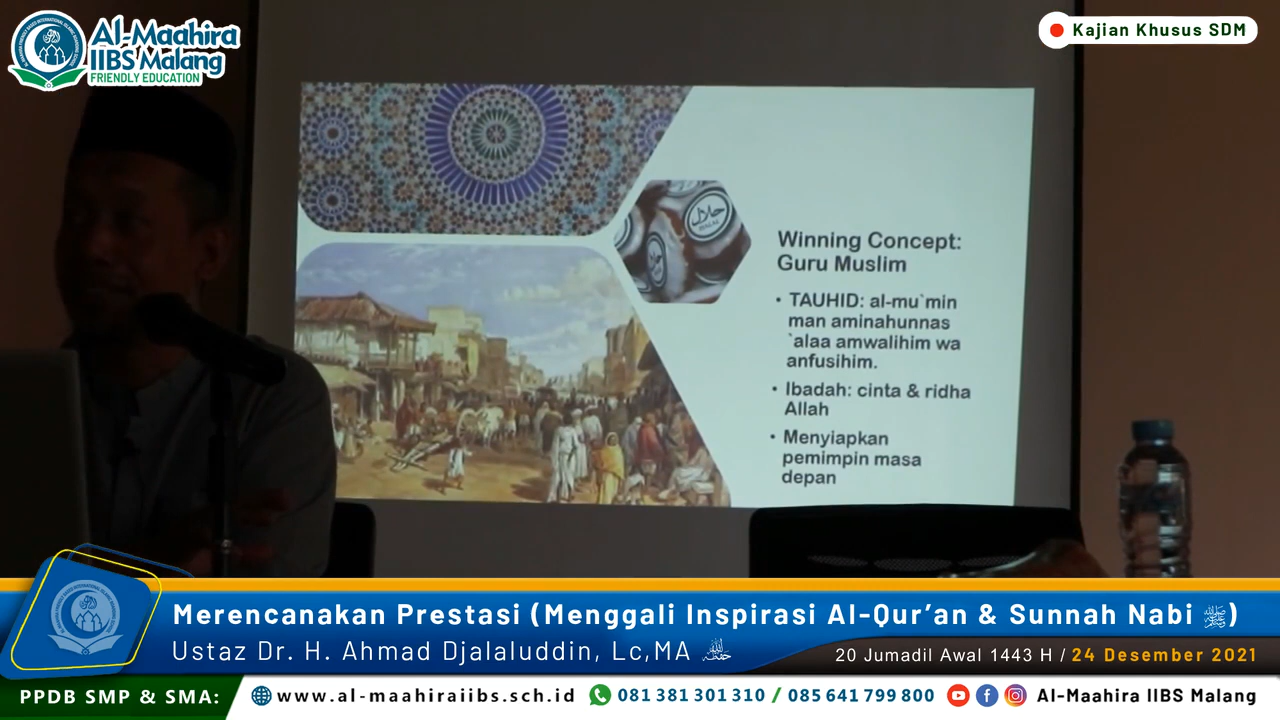 Al-Maahira
IIBS Malang
FRIENDLY EDUCATION
Kajian Khusus SDM
حلال
HALAL
Winning Concept:
Guru Muslim
• TAUHID: al-mu`min
man aminahunnas
`alaa amwalihim wa
anfusihim.
• Ibadah: cinta & ridha
Allah
• Menyiapkan
pemimpin masa
depan
Merencanakan Prestasi (Menggali Inspirasi Al-Qur’an & Sunnah Nabi ﷺ)
Ustaz Dr. H. Ahmad Djalaluddin, Lc,MA
20 Jumadil Awal 1443 H / 24 Desember 2021
PPDB SMP & SMA:
www.al-maahiraiibs.sch.id
081 381 301 310 / 085 641 799 800
Al-Maahira IIBS Malang